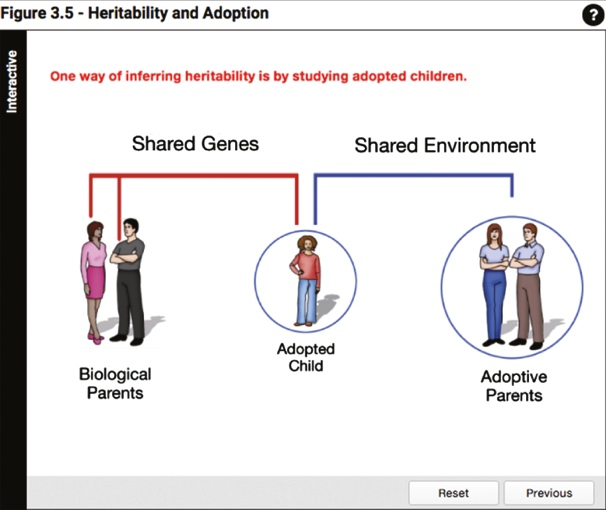 Figure 3.5 - Heritability and Adoption
?
Interactive
One way of inferring heritability is by studying adopted children.
Shared Genes
Shared Environment
Adopted
Child
Biological
Parents
Adoptive
Parents
Reset
Previous